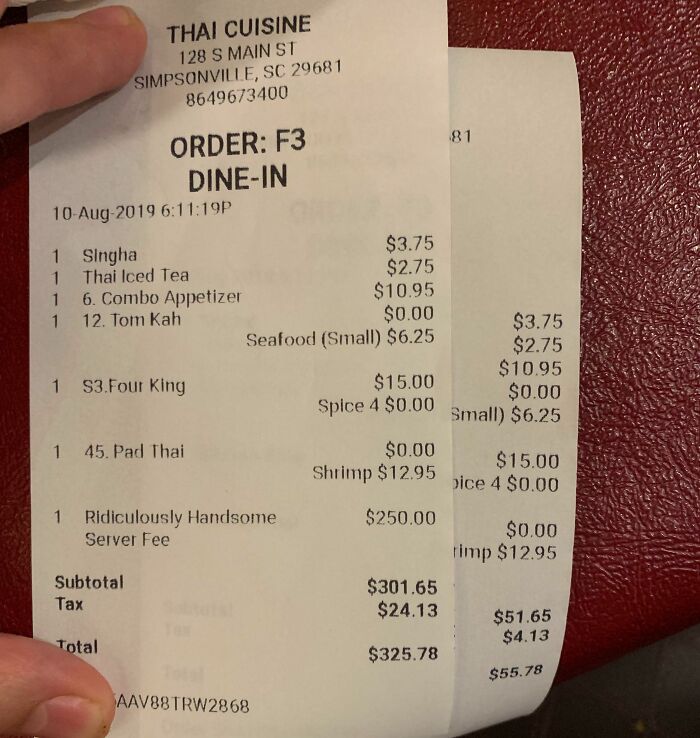 THAI CUISINE
128 S MAIN ST
SIMPSONVILLE, SC 29681
8649673400
ORDER: F3
DINE-IN
10-Aug-2019 6:11:19P
1 Singha $3.75
1 Thai Iced Tea $2.75
1 6. Combo Appetizer $10.95
1 12. Tom Kah $0.00
Seafood (Small) $6.25
1 S3.Four King $15.00
Spice 4 $0.00
1 45. Pad Thai $0.00
Shrimp $12.95
1 Ridiculously Handsome $250.00
Server Fee
Subtotal $301.65
Tax $24.13
Total $325.78
AAV88TRW2868
81
$3.75
$2.75
$10.95
$0.00
Small) $6.25
$15.00
pice 4 $0.00
$0.00
rimp $12.95
$51.65
$4.13
$55.78